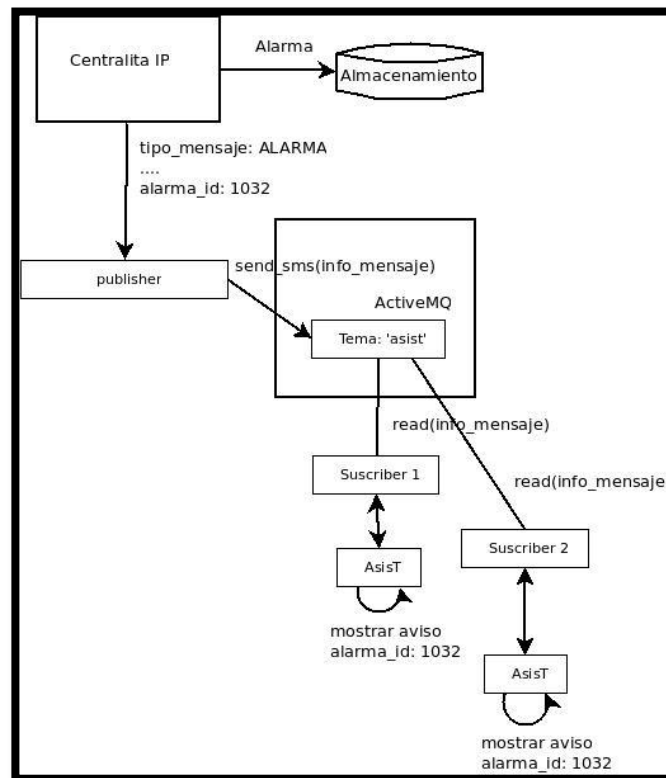 Centralita IP
Alarma
Almacenamiento
tipo_mensaje: ALARMA
....
alarma_id: 1032
publisher
send_sms(info_mensaje)
ActiveMQ
Tema: 'asist'
read(info_mensaje)
Suscriber 1
read(info_mensaje
Suscriber 2
AsisT
mostrar aviso
alarma_id: 1032
AsisT
mostrar aviso
alarma_id: 1032